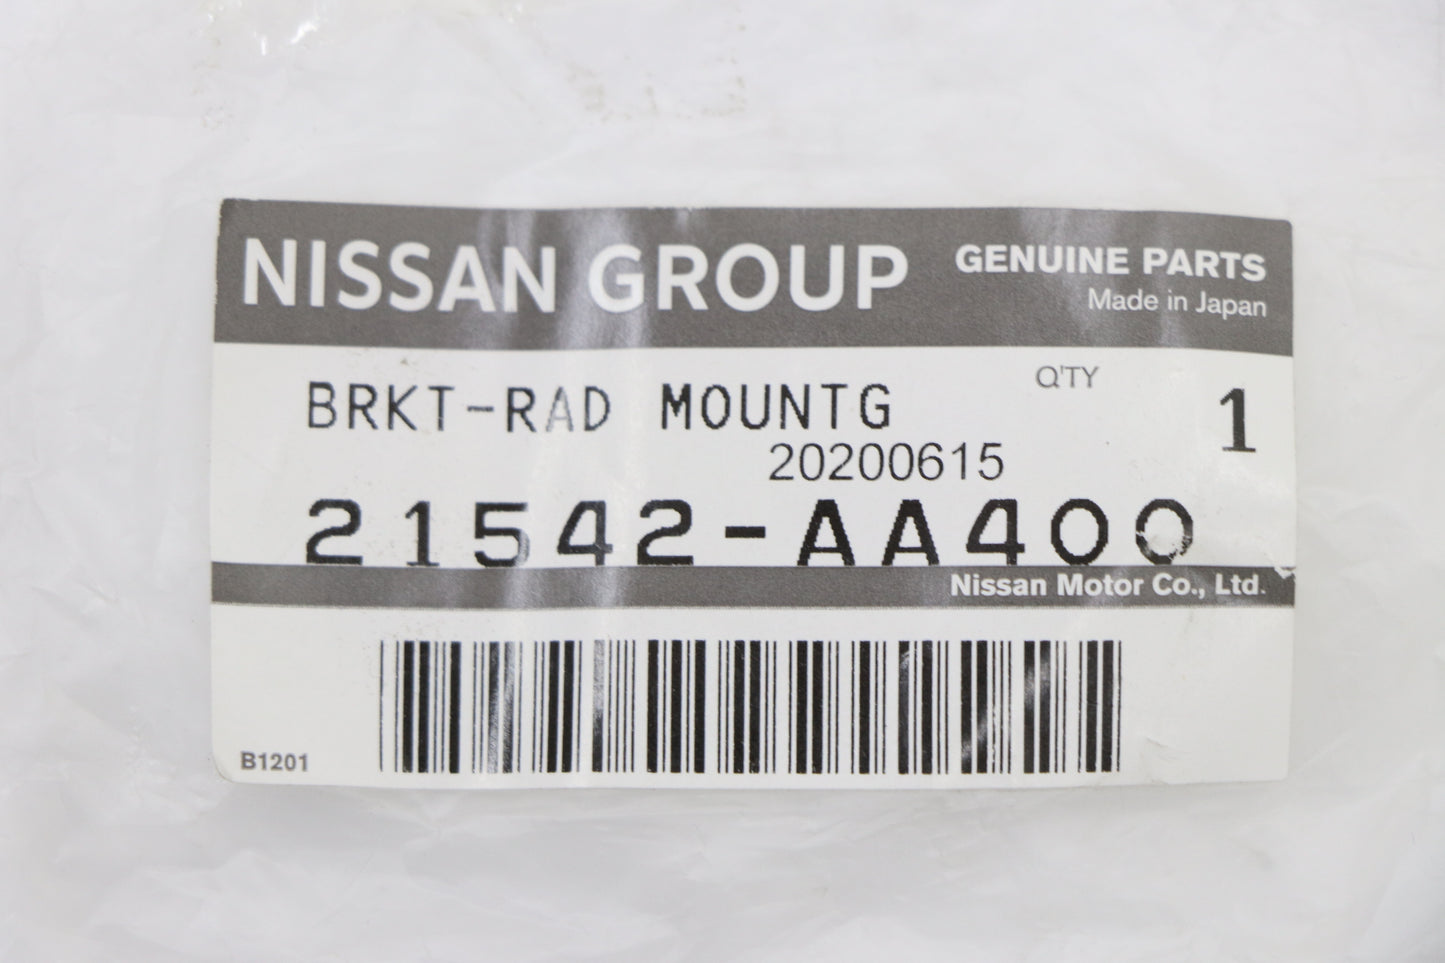 NISSAN GROUP
GENUINE PARTS
Made in Japan
BRKT-RAD MOUNTG
Q'TY
1
20200615
21542-AA400
Nissan Motor Co., Ltd.
B1201